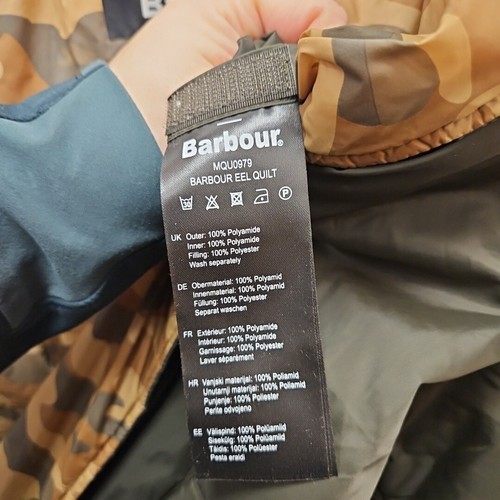 B
Barbour®
MQU0979
BARBOUR EEL QUILT
30 P
UK Outer: 100% Polyamide
Inner: 100% Polyamide
Filling: 100% Polyester
Wash separately
DE Obermaterial: 100% Polyamid
Innenmaterial: 100% Polyamid
Füllung: 100% Polyester
Separat waschen
FR Extérieur: 100% Polyamide
Intérieur: 100% Polyamide
Garnissage: 100% Polyester
Laver séparément
HR Vanjski materijal: 100% Poliamid
Unutarnji materijal: 100% Poliamid
Punjenje: 100% Poliester
Perite odvojeno
EE Välispind: 100% Polüamiid
Sisekülg: 100% Polüamiid
Täidis: 100% Polüester
Pesta eraldi